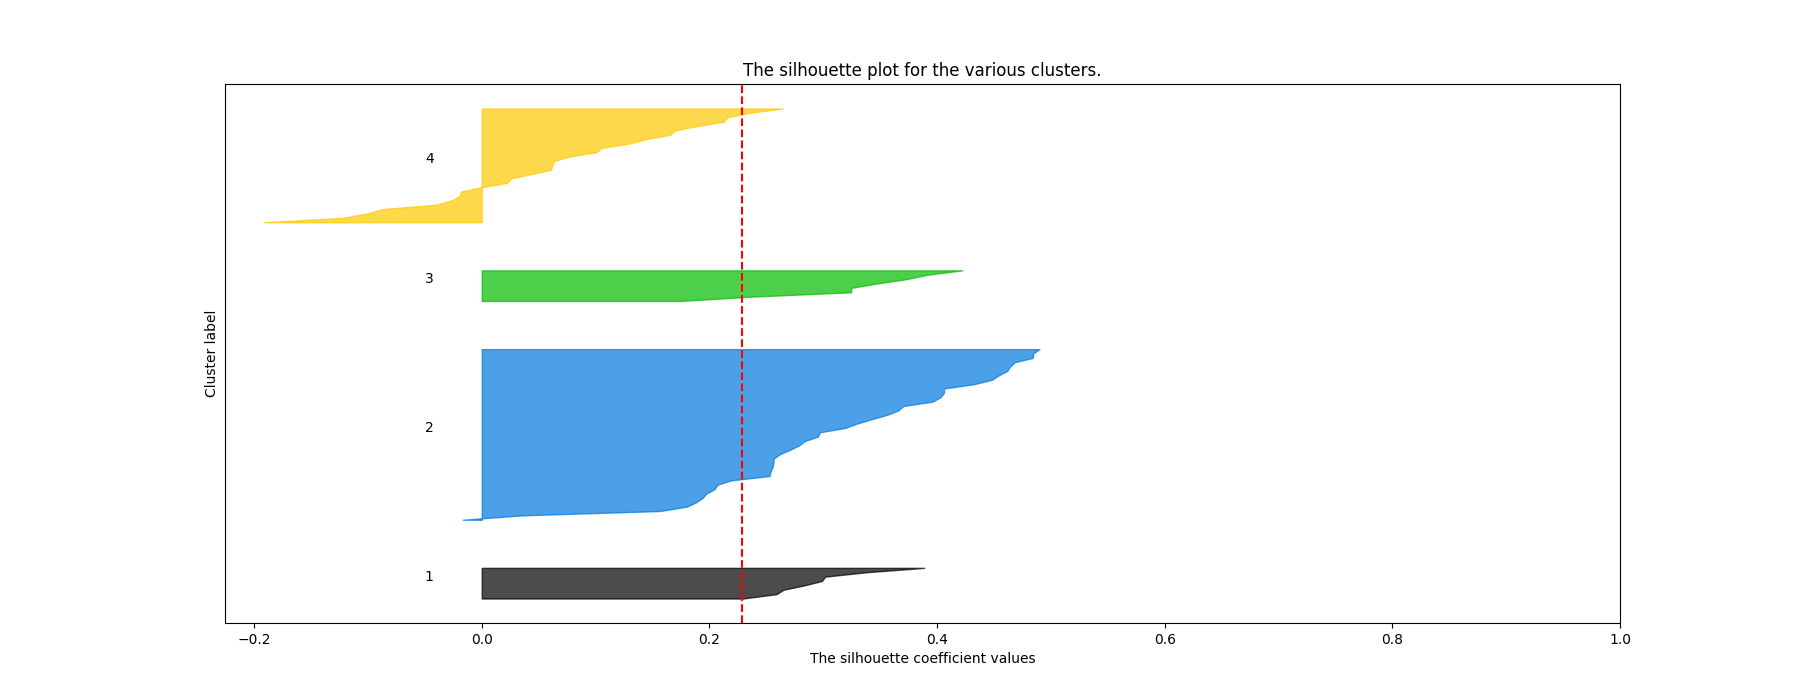 The silhouette plot for the various clusters.
4
3
2
1
Cluster label
−0.2 0.0 0.2 0.4 0.6 0.8 1.0
The silhouette coefficient values